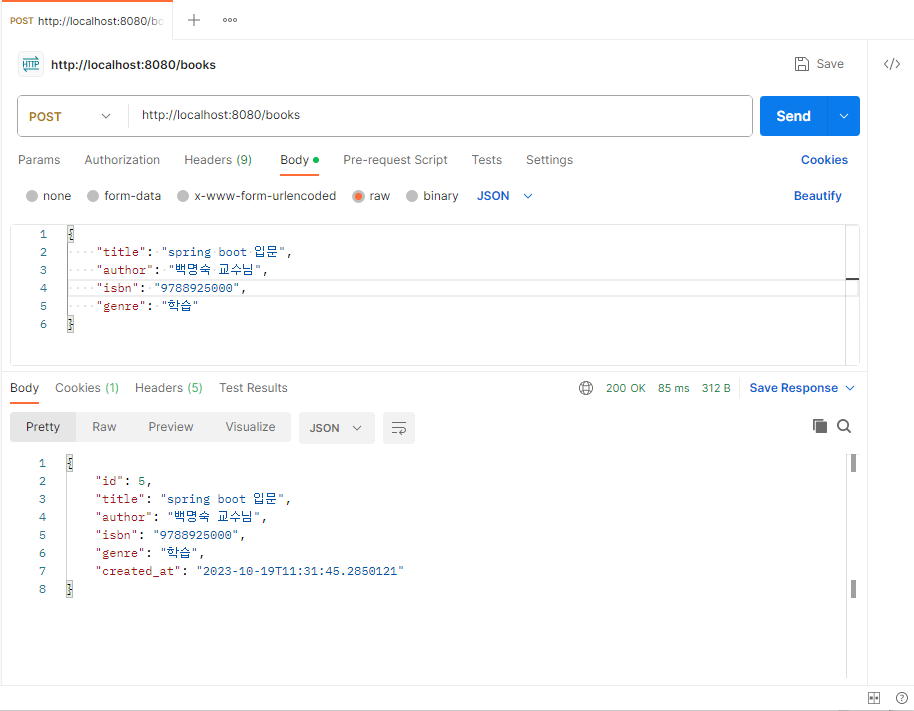 POST http://localhost:8080/bo
HTTP http://localhost:8080/books Save
POST http://localhost:8080/books Send
Params Authorization Headers (9) Body Pre-request Script Tests Settings Cookies
none form-data x-www-form-urlencoded raw binary JSON Beautify
1 {
2 "title": "spring boot 입문",
3 "author": "백명숙 교수님",
4 "isbn": "9788925000",
5 "genre": "학습"
6 }
Body Cookies (1) Headers (5) Test Results 200 OK 85 ms 312 B Save Response
Pretty Raw Preview Visualize JSON
1 {
2 "id": 5,
3 "title": "spring boot 입문",
4 "author": "백명숙 교수님",
5 "isbn": "9788925000",
6 "genre": "학습",
7 "created_at": "2023-10-19T11:31:45.2850121"
8 }